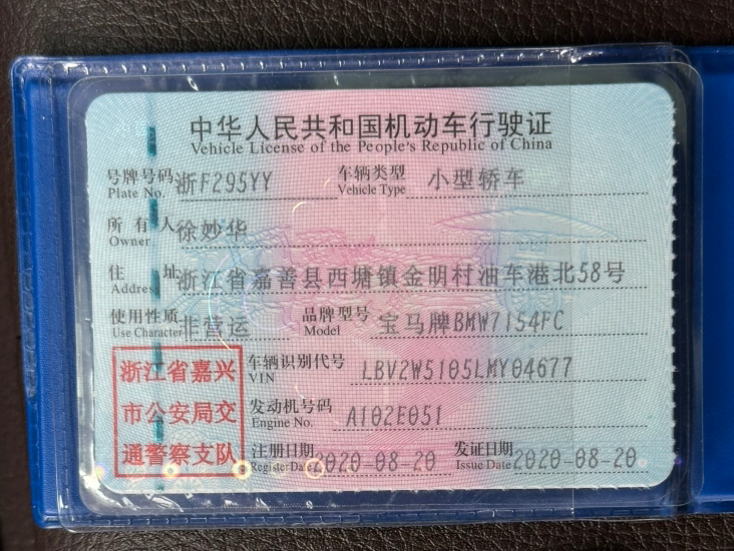 中华人民共和国机动车行驶证
Vehicle License of the People's Republic of China
号牌号码 浙F295YY 车辆类型 小型轿车
Plate No. Vehicle Type
所有人 徐妙华
Owner
住址 浙江省嘉善县西塘镇金明村油车港北58号
Address
使用性质 非营运 品牌型号 宝马牌BMW7154FC
Use Character Model
浙江省嘉兴
市公安局交
通警察支队
车辆识别代号 LBV2W5105LMY04677
VIN
发动机号码 A102E051
Engine No.
注册日期 2020-08-20 发证日期 2020-08-20
Register Date Issue Date